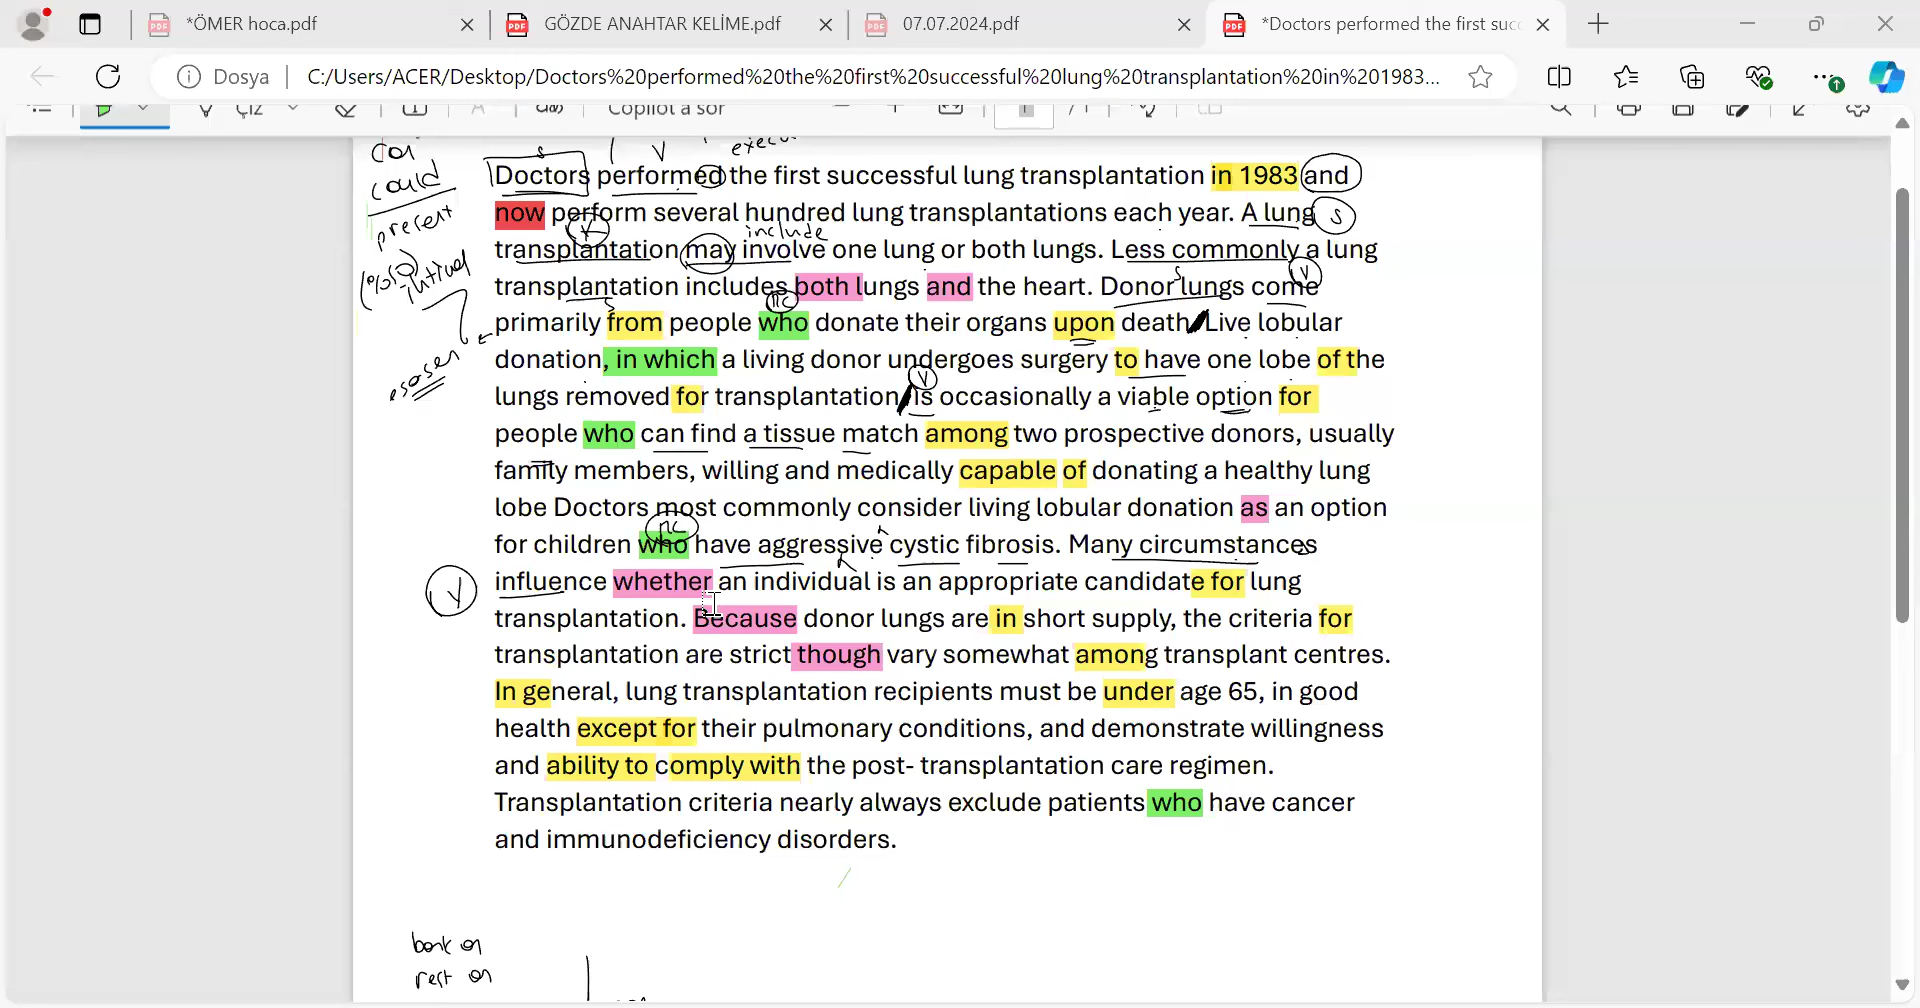 *ÖMER hoca.pdf
GÖZDE ANAHTAR KELİME.pdf
07.07.2024.pdf
*Doctors performed the first succ
Dosya
C:/Users/ACER/Desktop/Doctors%20performed%20the%20first%20successful%20lung%20transplantation%20in%201983...
Çiz
Copilot'a sor
can
could
present
s
V
Doctors performed the first successful lung transplantation in 1983 and
now perform several hundred lung transplantations each year. A lung
S
include
transplantation may involve one lung or both lungs. Less commonly a lung
s
V
transplantation includes both lungs and the heart. Donor lungs come
nc
primarily from people who donate their organs upon death Live lobular
donation, in which a living donor undergoes surgery to have one lobe of the
V
lungs removed for transplantation, is occasionally a viable option for
people who can find a tissue match among two prospective donors, usually
family members, willing and medically capable of donating a healthy lung
lobe Doctors most commonly consider living lobular donation as an option
nc
for children who have aggressive cystic fibrosis. Many circumstances
V
influence whether an individual is an appropriate candidate for lung
transplantation. Because donor lungs are in short supply, the criteria for
transplantation are strict though vary somewhat among transplant centres.
In general, lung transplantation recipients must be under age 65, in good
health except for their pulmonary conditions, and demonstrate willingness
and ability to comply with the post- transplantation care regimen.
Transplantation criteria nearly always exclude patients who have cancer
and immunodeficiency disorders.
bank on
rest on